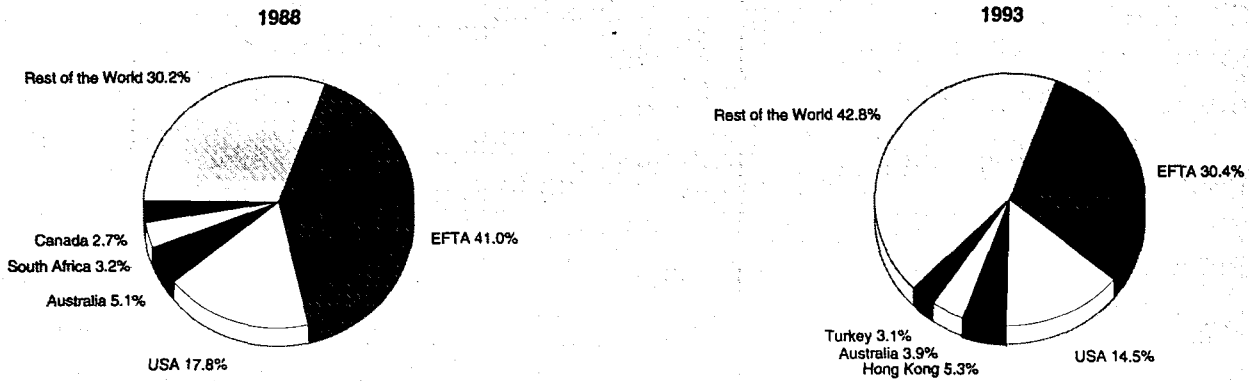 1988
Rest of the World 30.2%
EFTA 41.0%
Canada 2.7%
South Africa 3.2%
Australia 5.1%
USA 17.8%
1993
Rest of the World 42.8%
EFTA 30.4%
Turkey 3.1%
Australia 3.9%
Hong Kong 5.3%
USA 14.5%